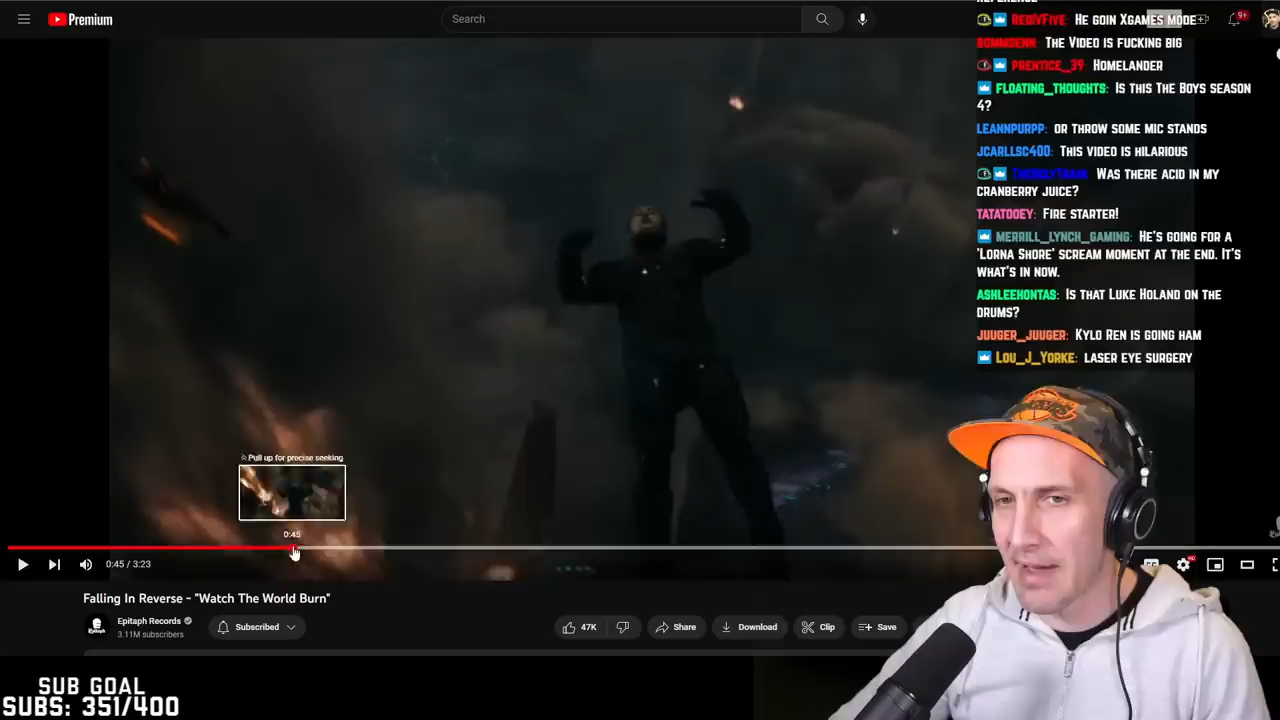 Premium
Search
9+
REDIVFIVE: HE GOIN XGAMES MODE
THE VIDEO IS FUCKING BIG
PRENTICE_39: HOMELANDER
FLOATING_THOUGHTS: IS THIS THE BOYS SEASON
4?
LEANNPURPP: OR THROW SOME MIC STANDS
JCARLLSC400: THIS VIDEO IS HILARIOUS
WAS THERE ACID IN MY
CRANBERRY JUICE?
TATATOOEY: FIRE STARTER!
MERRILL_LYNCH_GAMING: HE'S GOING FOR A
'LORNA SHORE' SCREAM MOMENT AT THE END. IT'S
WHAT'S IN NOW.
ASHLEEHONTAS: IS THAT LUKE HOLAND ON THE
DRUMS?
JUUGER_JUUGER: KYLO REN IS GOING HAM
LOU_J_YORKE: LASER EYE SURGERY
Pull up for precise seeking
0:45
0:45 / 3:23
Falling In Reverse - "Watch The World Burn"
Epitaph Records
3.11M subscribers
Subscribed
47K
Share
Download
Clip
Save
SUB GOAL
SUBS: 351/400